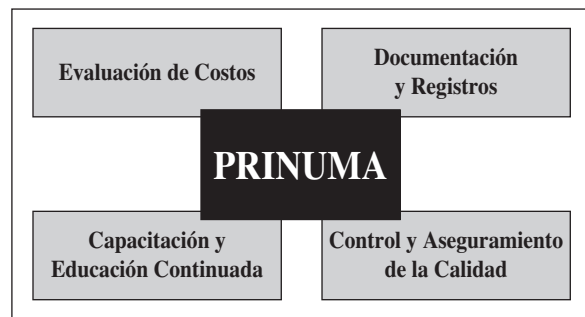 Evaluación de Costos
Documentación
y Registros
PRINUMA
Capacitación y
Educación Continuada
Control y Aseguramiento
de la Calidad